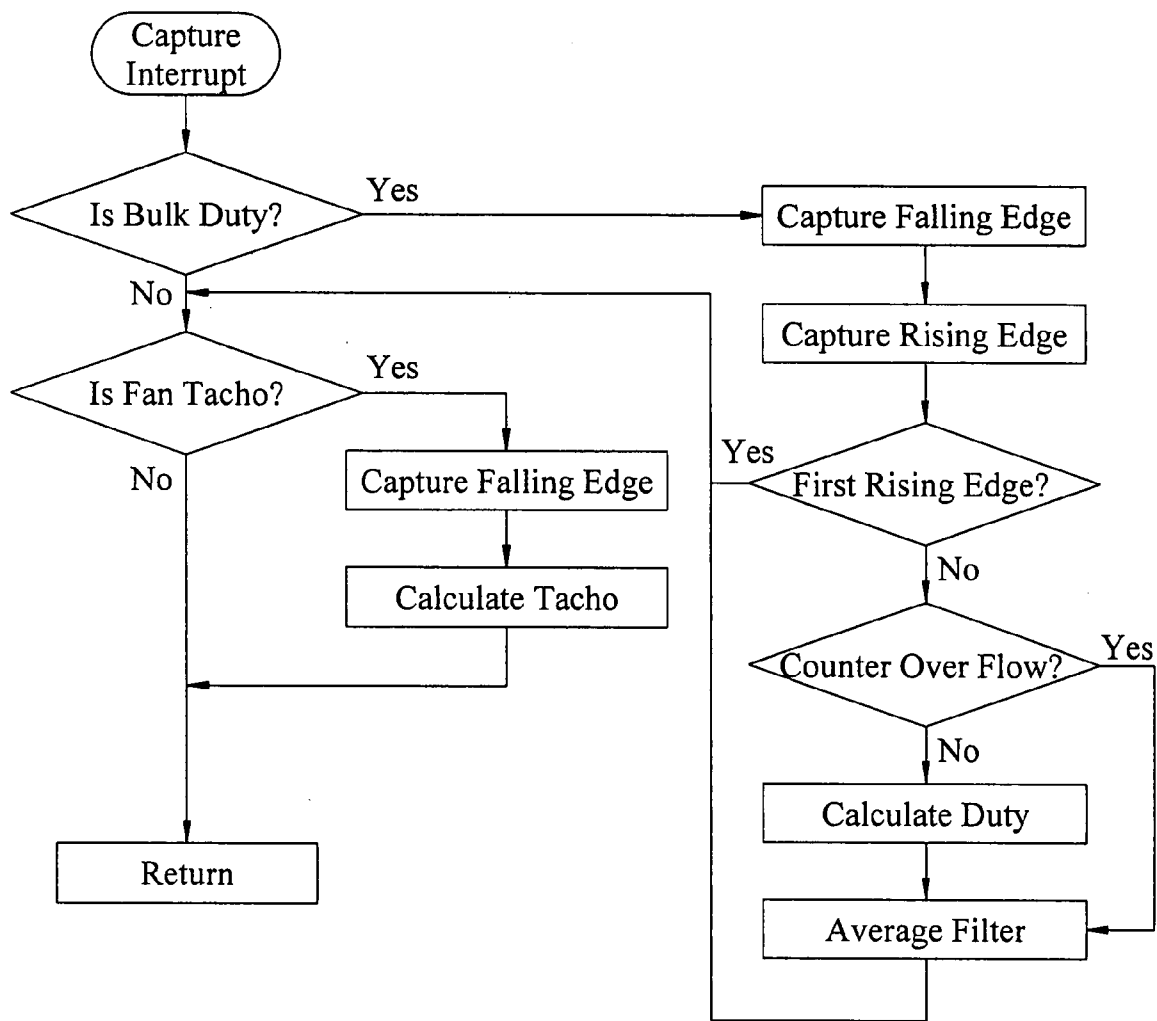 Capture
Interrupt
Is Bulk Duty?
Yes
No
Capture Falling Edge
Capture Rising Edge
Is Fan Tacho?
Yes
No
Capture Falling Edge
Calculate Tacho
First Rising Edge?
Yes
No
Counter Over Flow?
Yes
No
Calculate Duty
Average Filter
Return